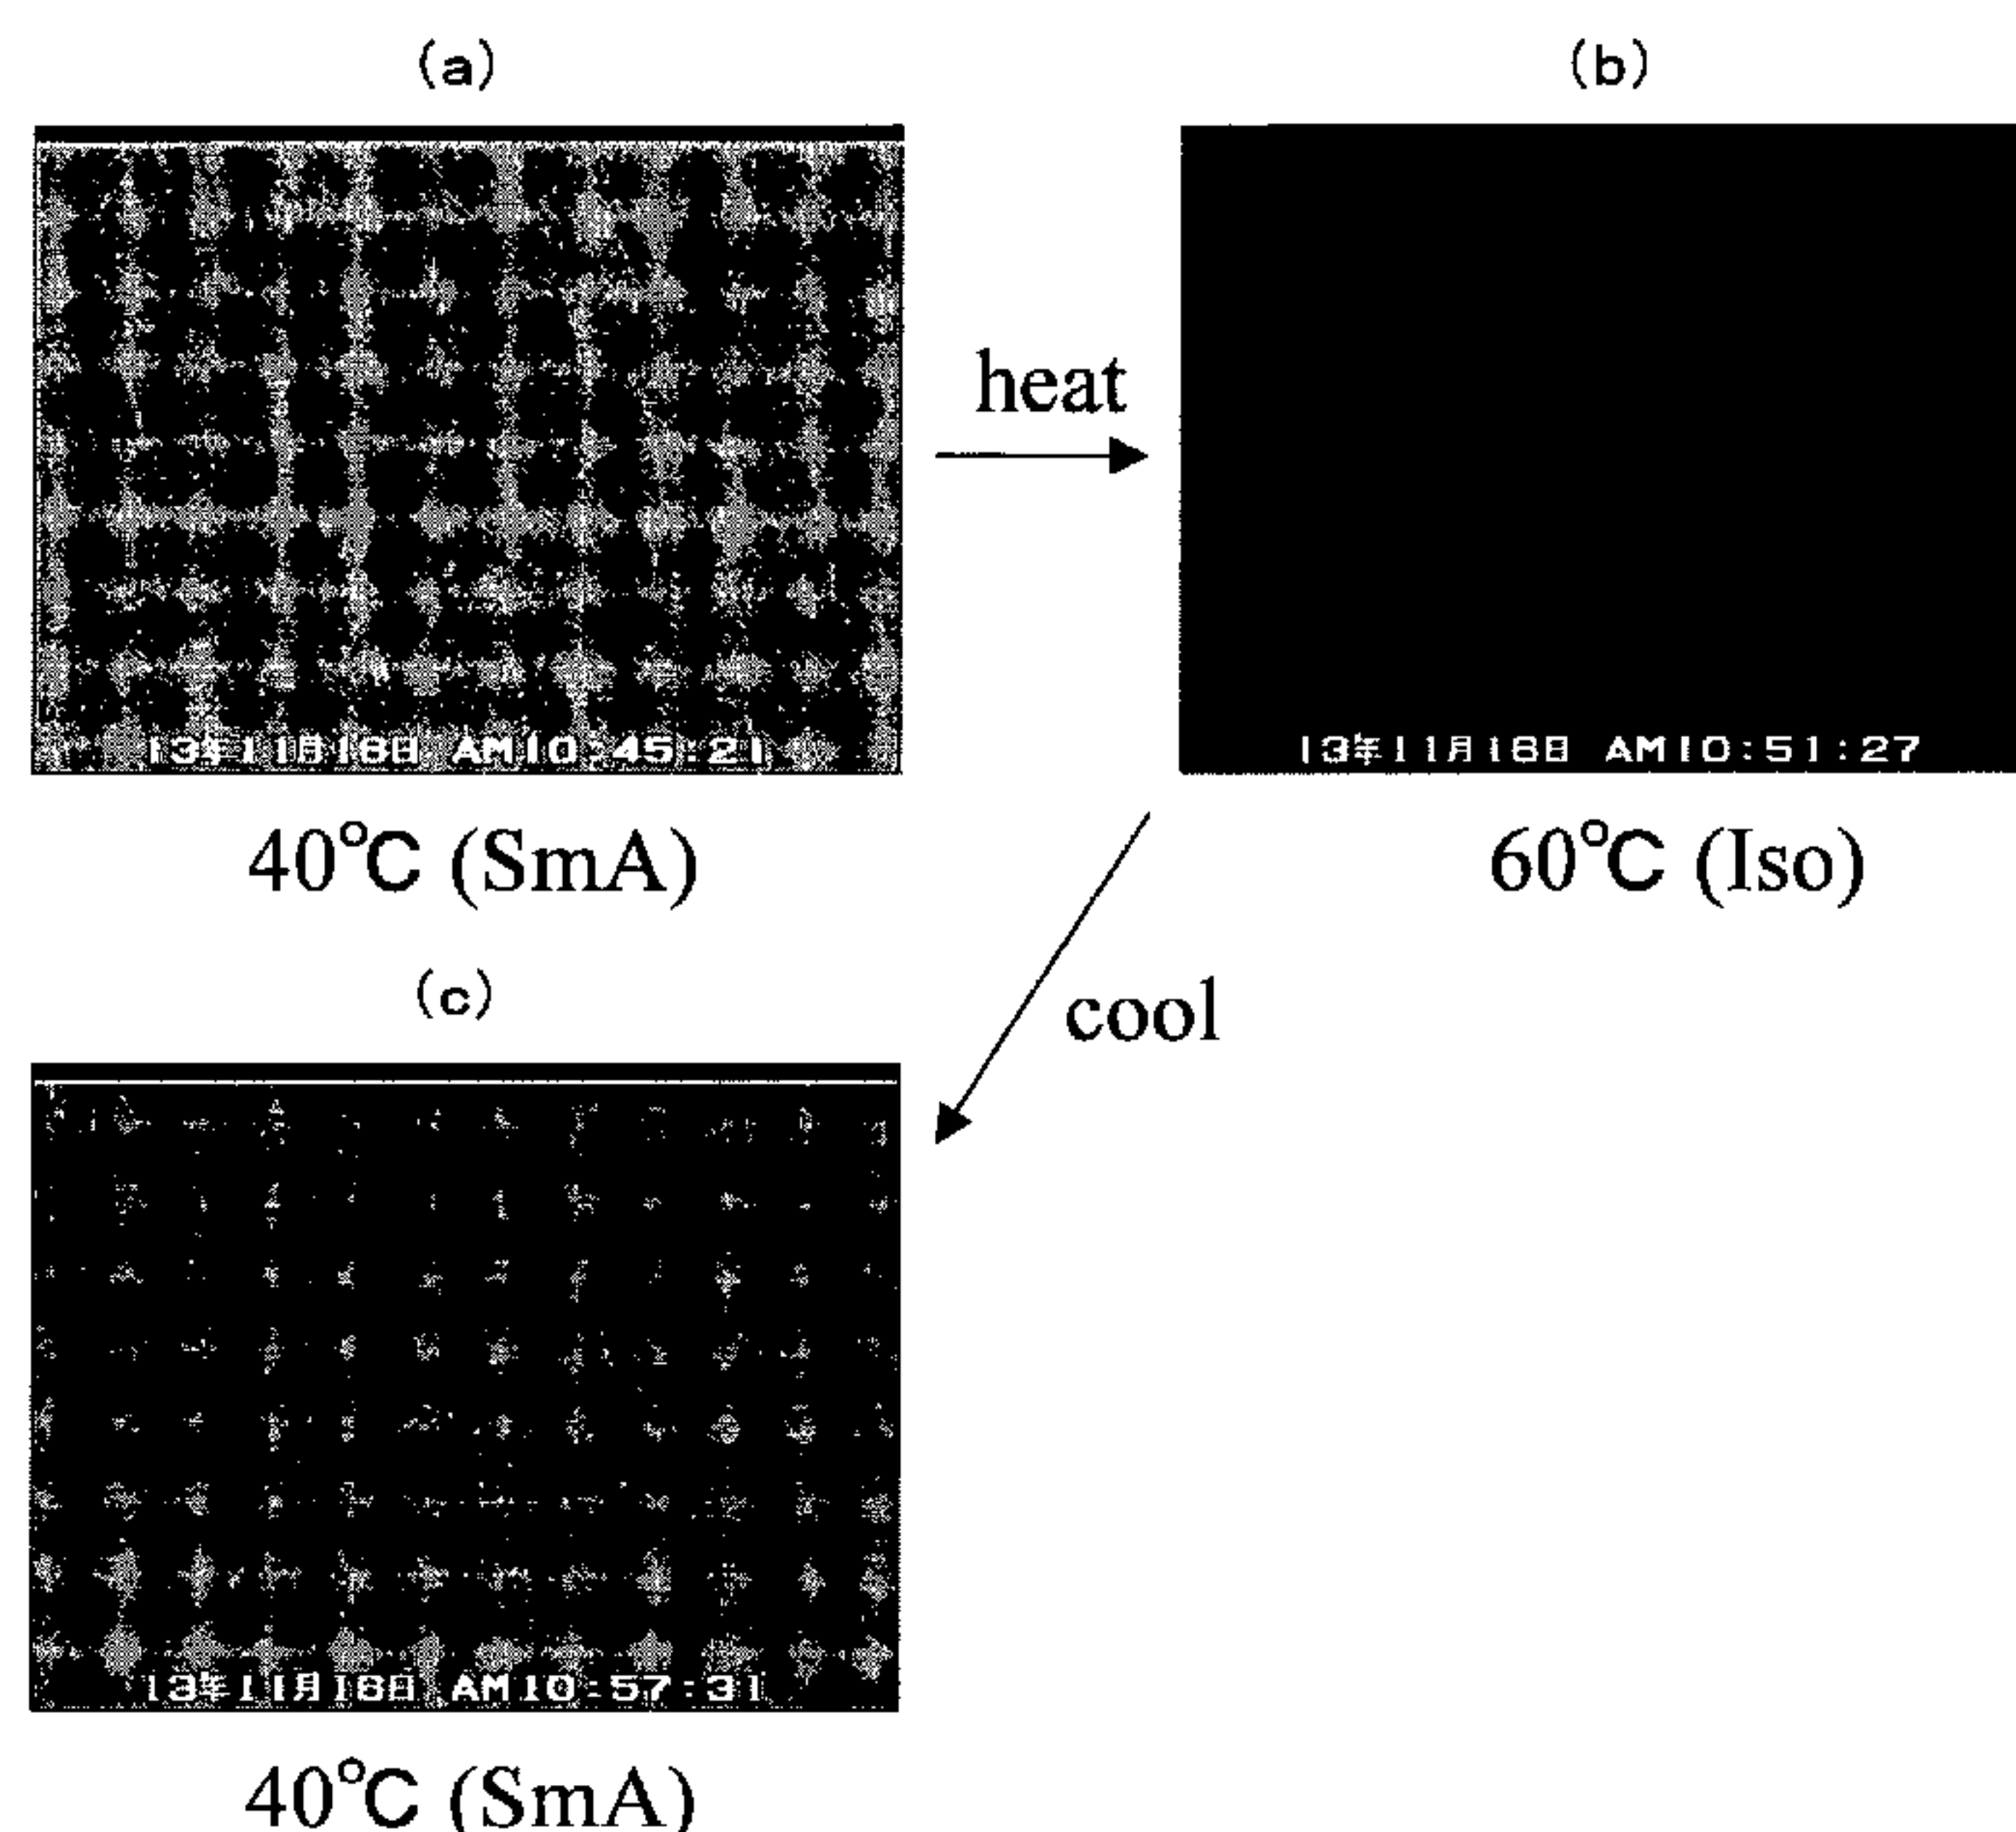 (a)
(b)
13年11月18日 AM10:45:21
heat
13年11月18日 AM10:51:27
40℃ (SmA)
60℃ (Iso)
(c)
cool
13年11月18日 AM10:57:31
40℃ (SmA)